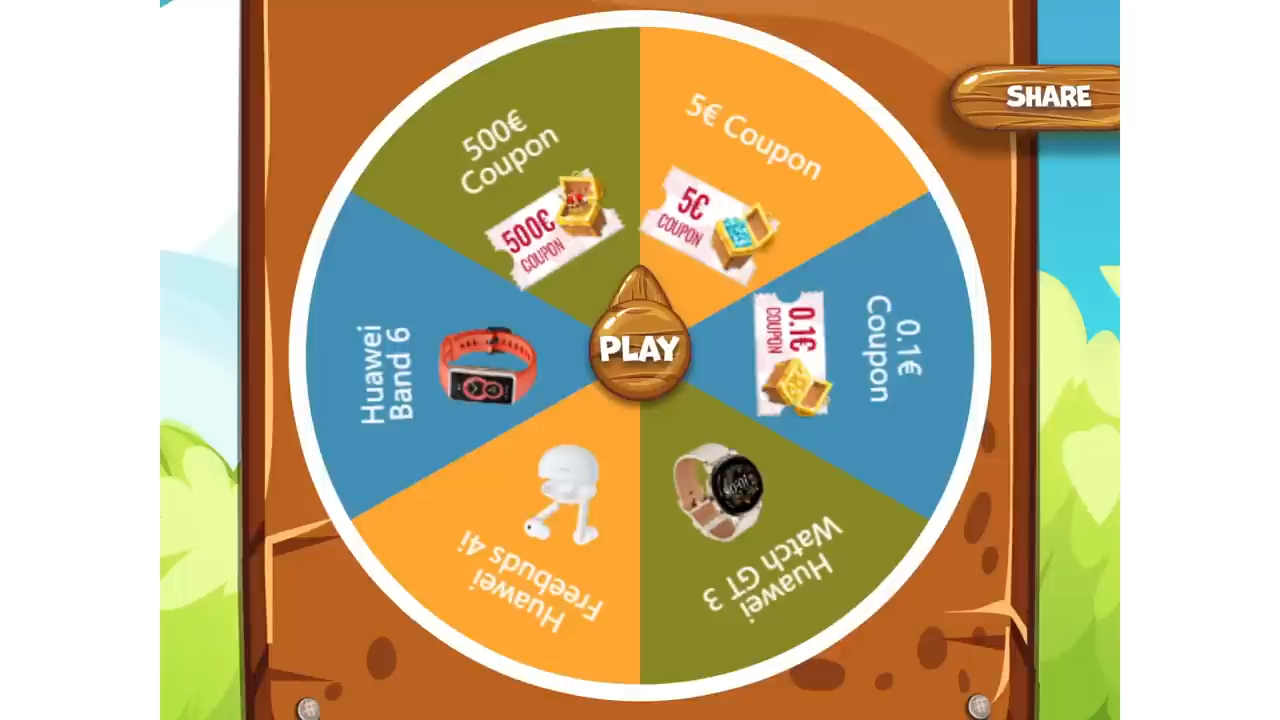 SHARE
500€
Coupon
500€
COUPON
5€ Coupon
5€
COUPON
0.1€
Coupon
0.1€
COUPON
Huawei
Watch GT 3
Huawei
Freebuds 4i
Huawei
Band 6
PLAY